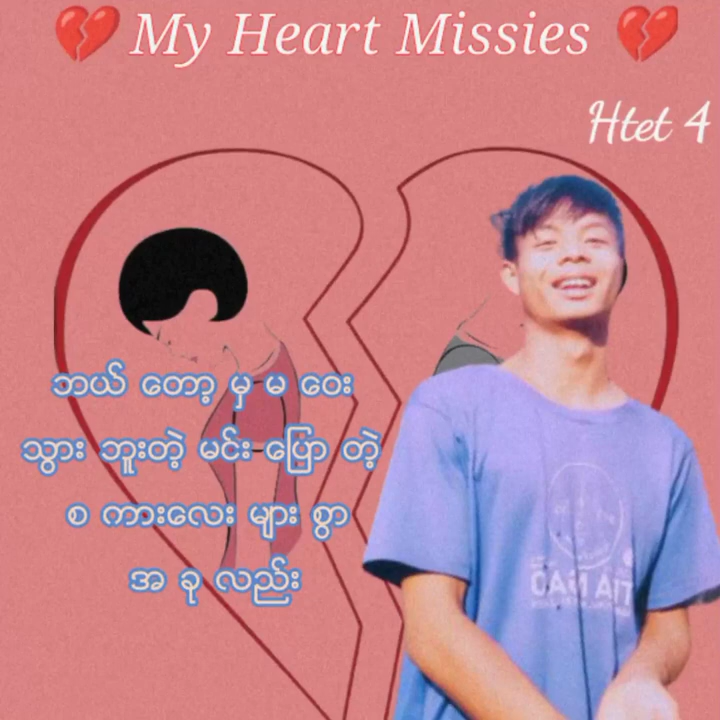 💔 My Heart Missies 💔
Htet 4
ဘယ် တော့ မှ မ ဝေး
သွား ဘူးတဲ့ မင်း ပြော တဲ့
စ ကားလေး များ စွာ
အ ခု လည်း